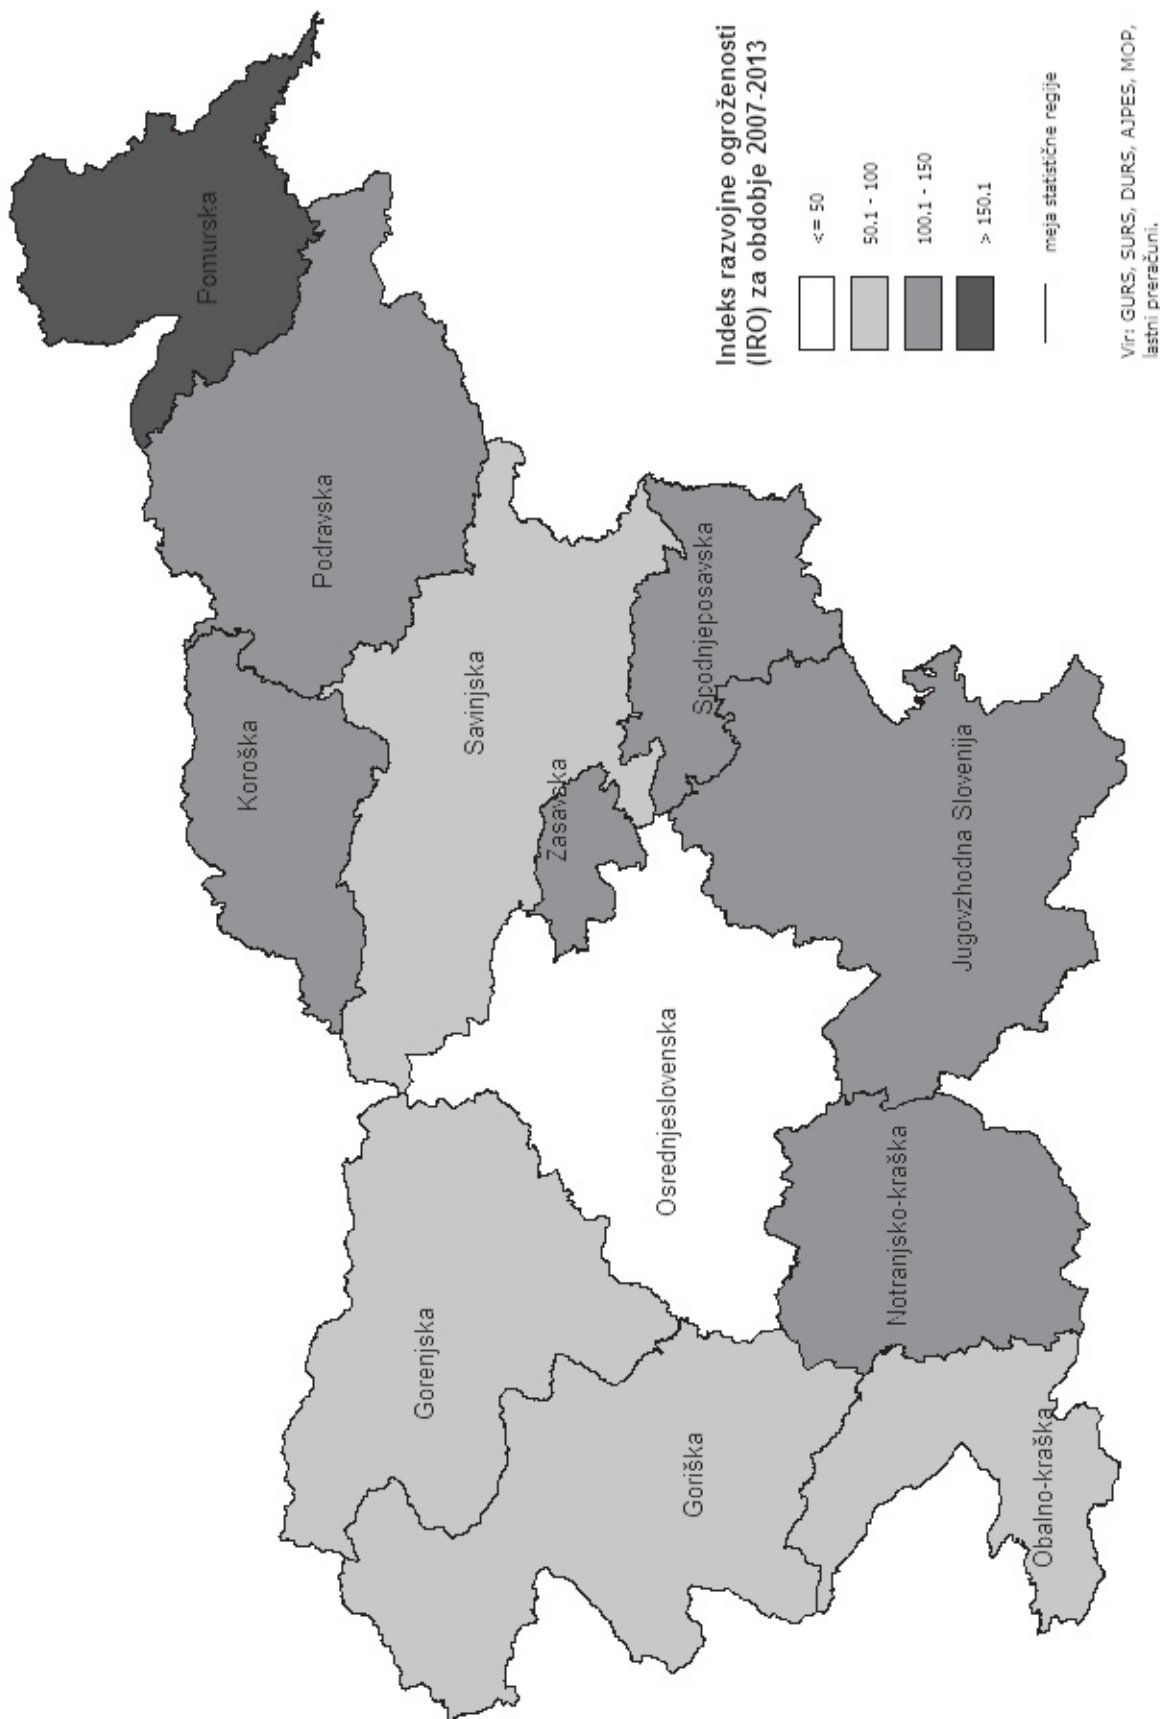 Pomurska
Podravska
Koroška
Savinjska
Zasavska
Spodnjeposavska
Gorenjska
Osrednjeslovenska
Jugovzhodna Slovenija
Goriška
Notranjsko-kraška
Obalno-kraška
Indeks razvojne ogroženosti
(IRO) za obdobje 2007-2013
<= 50
50.1 - 100
100.1 - 150
> 150.1
meja statistične regije
Vir: GURS, SURS, DURS, AJPES, MOP,
lastni preračuni.